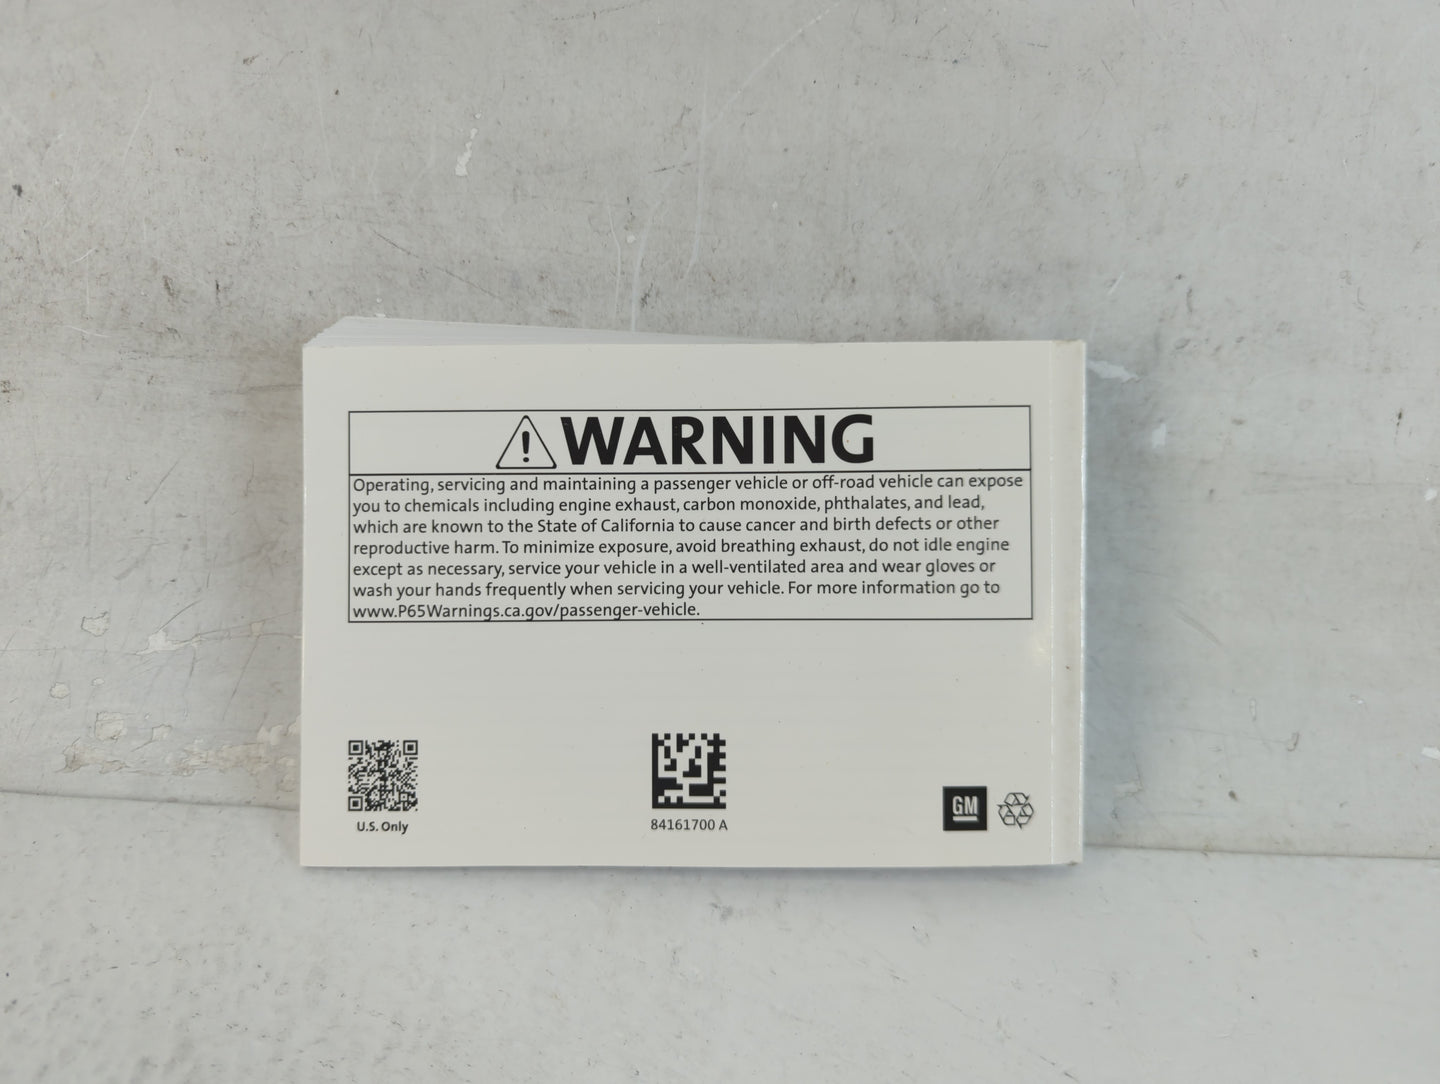 WARNING
Operating, servicing and maintaining a passenger vehicle or off-road vehicle can expose
you to chemicals including engine exhaust, carbon monoxide, phthalates, and lead,
which are known to the State of California to cause cancer and birth defects or other
reproductive harm. To minimize exposure, avoid breathing exhaust, do not idle engine
except as necessary, service your vehicle in a well-ventilated area and wear gloves or
wash your hands frequently when servicing your vehicle. For more information go to
www.P65Warnings.ca.gov/passenger-vehicle.
U.S. Only
84161700 A
GM